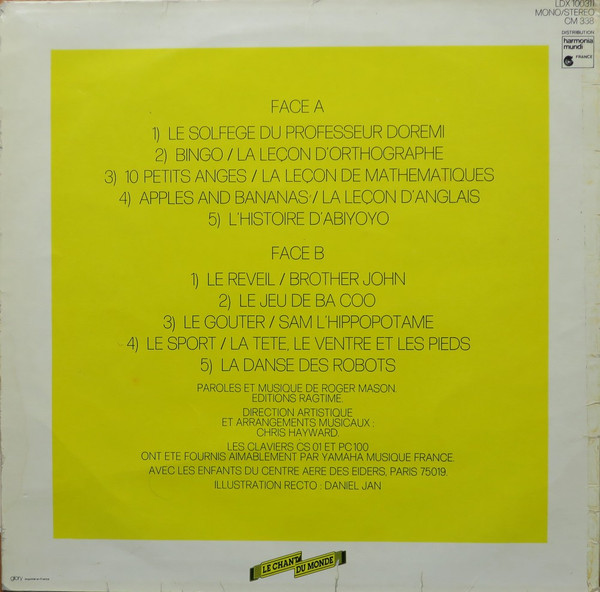 LDX 100311
MONO/STEREO
CM 338
DISTRIBUTION
harmonia
mundi
FRANCE
FACE A
1) LE SOLFEGE DU PROFESSEUR DOREMI
2) BINGO / LA LEÇON D'ORTHOGRAPHE
3) 10 PETITS ANGES / LA LEÇON DE MATHEMATIQUES
4) APPLES AND BANANAS / LA LEÇON D'ANGLAIS
5) L'HISTOIRE D'ABIYOYO
FACE B
1) LE REVEIL / BROTHER JOHN
2) LE JEU DE BA COO
3) LE GOUTER / SAM L'HIPPOPOTAME
4) LE SPORT / LA TETE, LE VENTRE ET LES PIEDS
5) LA DANSE DES ROBOTS
PAROLES ET MUSIQUE DE ROGER MASON.
EDITIONS RAGTIME.
DIRECTION ARTISTIQUE
ET ARRANGEMENTS MUSICAUX :
CHRIS HAYWARD.
LES CLAVIERS CS 01 ET PC 100
ONT ETE FOURNIS AIMABLEMENT PAR YAMAHA MUSIQUE FRANCE.
AVEC LES ENFANTS DU CENTRE AERE DES EIDERS, PARIS 75019.
ILLUSTRATION RECTO : DANIEL JAN
LE CHANT DU MONDE